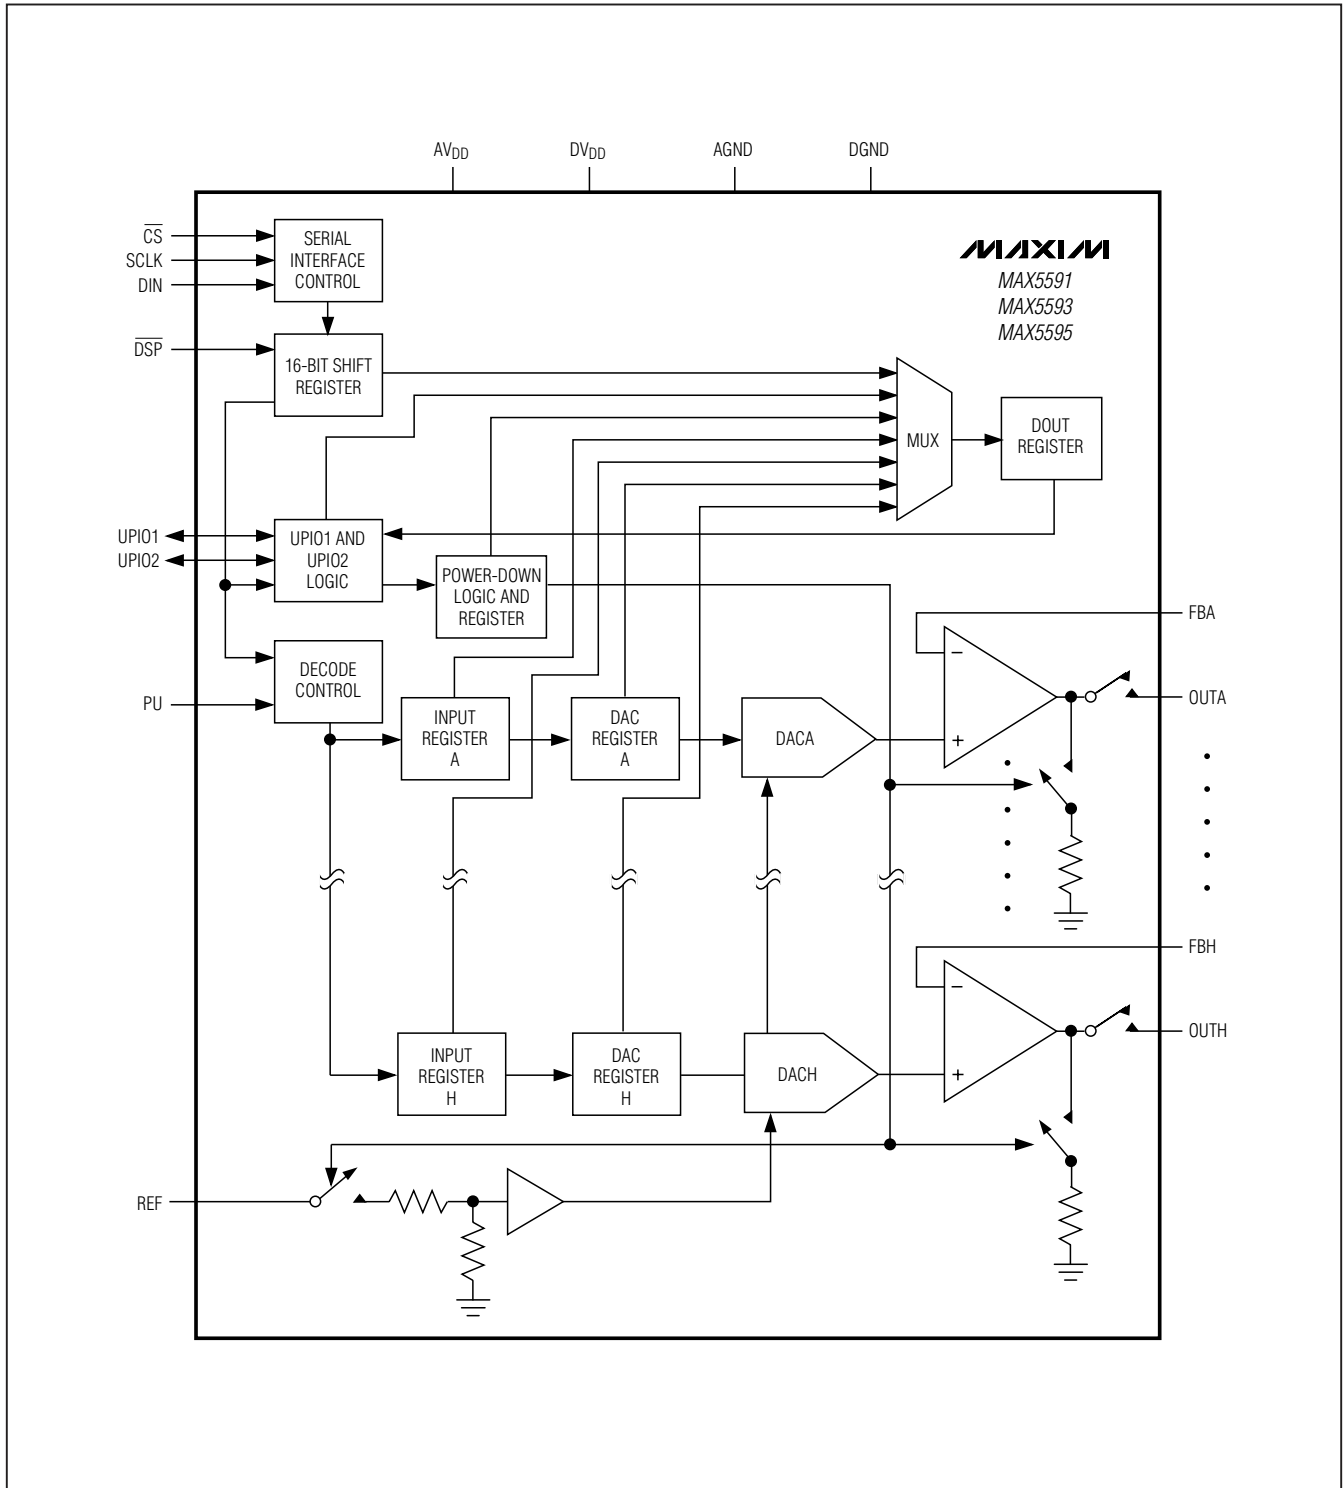 AVDD
DVDD
AGND
DGND
CS
SCLK
DIN
SERIAL
INTERFACE
CONTROL
MAXIM
MAX5591
MAX5593
MAX5595
DSP
16-BIT SHIFT
REGISTER
MUX
DOUT
REGISTER
UPIO1
UPIO2
UPIO1 AND
UPIO2
LOGIC
POWER-DOWN
LOGIC AND
REGISTER
FBA
DECODE
CONTROL
PU
INPUT
REGISTER
A
DAC
REGISTER
A
DACA
−
+
OUTA
FBH
INPUT
REGISTER
H
DAC
REGISTER
H
DACH
−
+
OUTH
REF